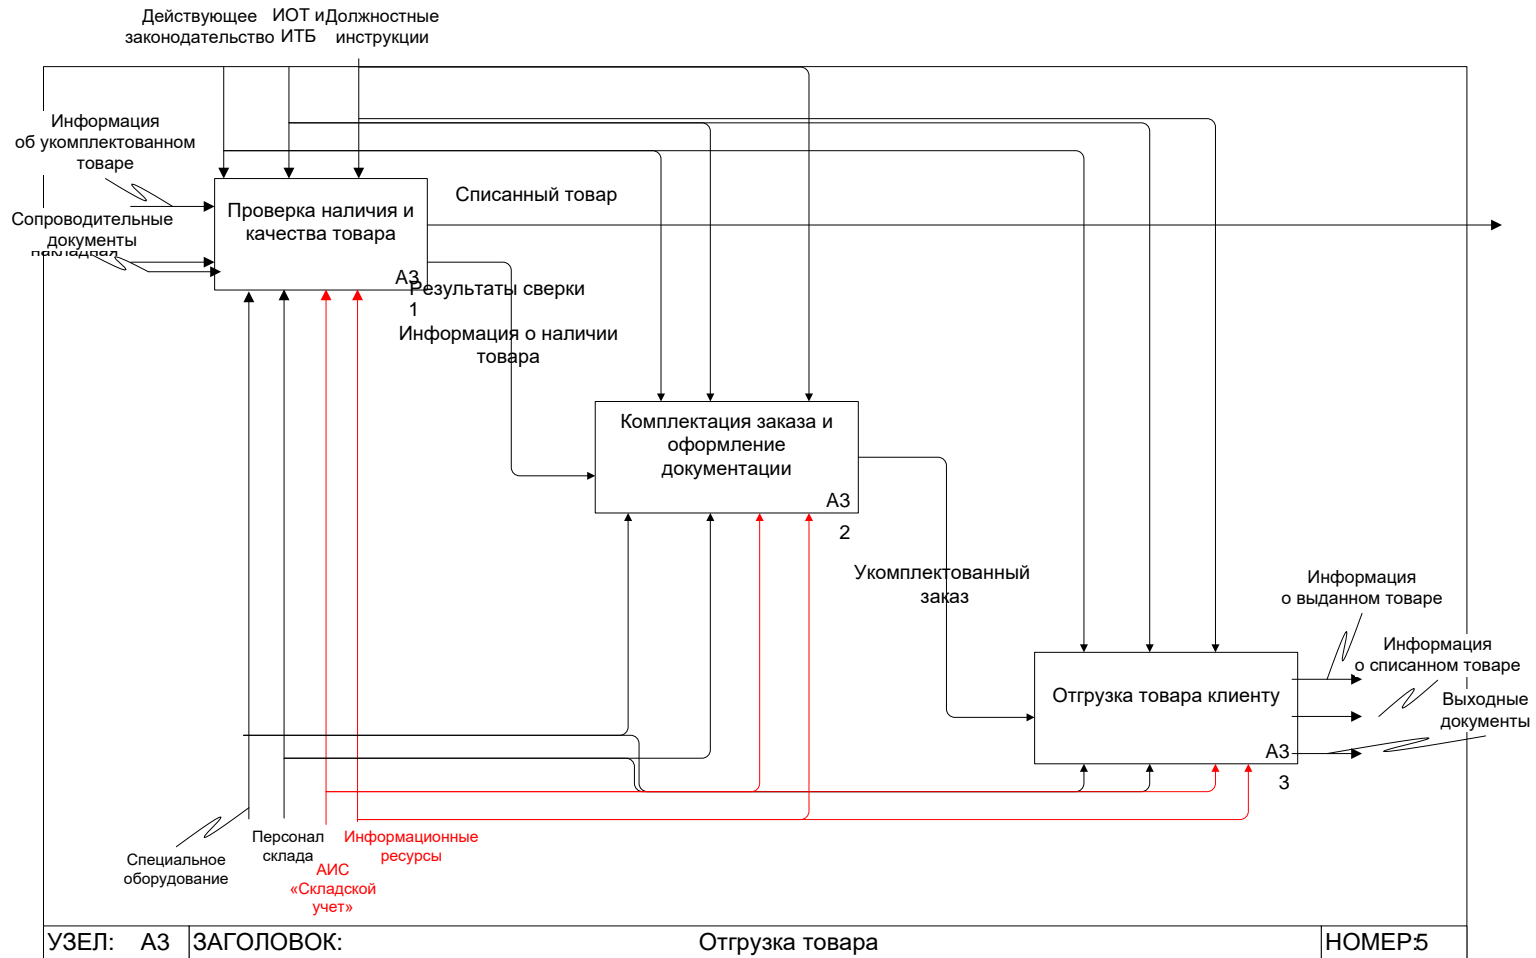 Действующее
законодательство
ИОТ и
ИТБ
Должностные
инструкции
Информация
об укомплектованном
товаре
Сопроводительные
документы
накладная
Проверка наличия и
качества товара
А3
1
Списанный товар
Результаты сверки
Информация о наличии
товара
Комплектация заказа и
оформление
документации
А3
2
Укомплектованный
заказ
Отгрузка товара клиенту
А3
3
Информация
о выданном товаре
Информация
о списанном товаре
Выходные
документы
Специальное
оборудование
Персонал
склада
АИС
«Складской
учет»
Информационные
ресурсы
УЗЕЛ: А3 ЗАГОЛОВОК: Отгрузка товара НОМЕР:5